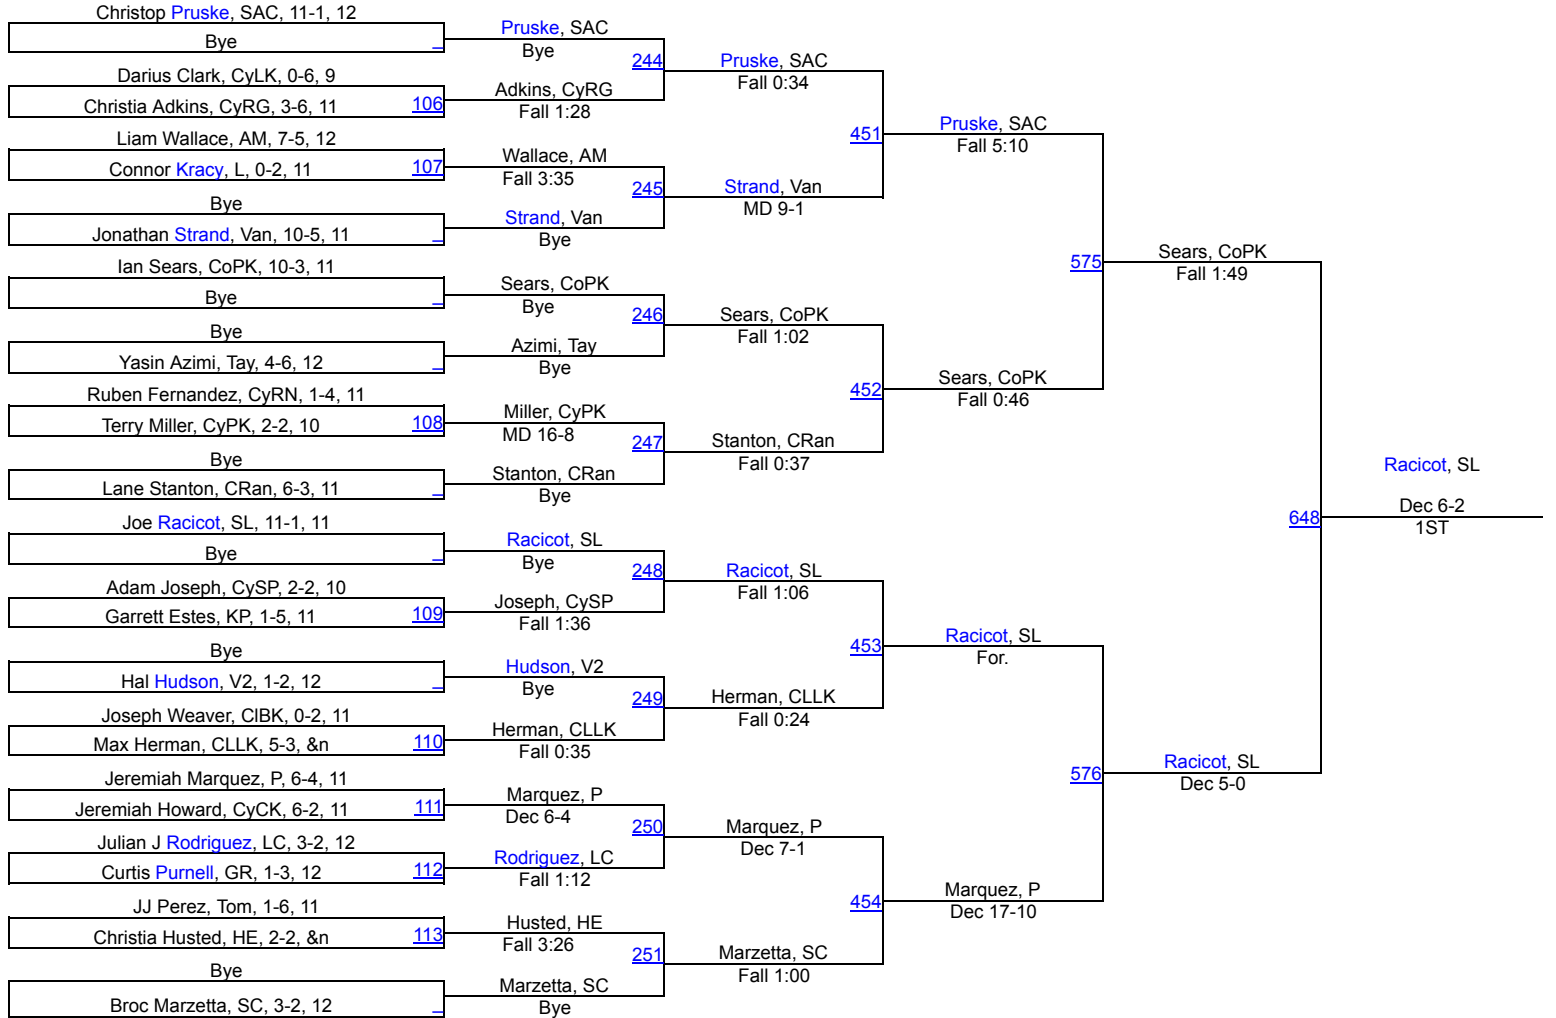 Christop Pruske, SAC, 11-1, 12
Bye
Darius Clark, CyLK, 0-6, 9
Christia Adkins, CyRG, 3-6, 11
106
Liam Wallace, AM, 7-5, 12
Connor Kracy, L, 0-2, 11
107
Bye
Jonathan Strand, Van, 10-5, 11
Ian Sears, CoPK, 10-3, 11
Bye
Bye
Yasin Azimi, Tay, 4-6, 12
Ruben Fernandez, CyRN, 1-4, 11
Terry Miller, CyPK, 2-2, 10
108
Bye
Lane Stanton, CRan, 6-3, 11
Joe Racicot, SL, 11-1, 11
Bye
Adam Joseph, CySP, 2-2, 10
Garrett Estes, KP, 1-5, 11
109
Bye
Hal Hudson, V2, 1-2, 12
Joseph Weaver, ClBK, 0-2, 11
Max Herman, CLLK, 5-3, &n
110
Jeremiah Marquez, P, 6-4, 11
Jeremiah Howard, CyCK, 6-2, 11
111
Julian J Rodriguez, LC, 3-2, 12
Curtis Purnell, GR, 1-3, 12
112
JJ Perez, Tom, 1-6, 11
Christia Husted, HE, 2-2, &n
113
Bye
Broc Marzetta, SC, 3-2, 12
Pruske, SAC
Bye
244
Adkins, CyRG
Fall 1:28
Wallace, AM
Fall 3:35
245
Strand, Van
Bye
Sears, CoPK
Bye
246
Azimi, Tay
Bye
Miller, CyPK
MD 16-8
247
Stanton, CRan
Bye
Racicot, SL
Bye
248
Joseph, CySP
Fall 1:36
Hudson, V2
Bye
249
Herman, CLLK
Fall 0:35
Marquez, P
Dec 6-4
250
Rodriguez, LC
Fall 1:12
Husted, HE
Fall 3:26
251
Marzetta, SC
Bye
Pruske, SAC
Fall 0:34
451
Strand, Van
MD 9-1
Sears, CoPK
Fall 1:02
452
Stanton, CRan
Fall 0:37
Racicot, SL
Fall 1:06
453
Herman, CLLK
Fall 0:24
Marquez, P
Dec 7-1
454
Marzetta, SC
Fall 1:00
Pruske, SAC
Fall 5:10
575
Sears, CoPK
Fall 0:46
Racicot, SL
For.
576
Marquez, P
Dec 17-10
Sears, CoPK
Fall 1:49
648
Racicot, SL
Dec 5-0
Racicot, SL
Dec 6-2
1ST